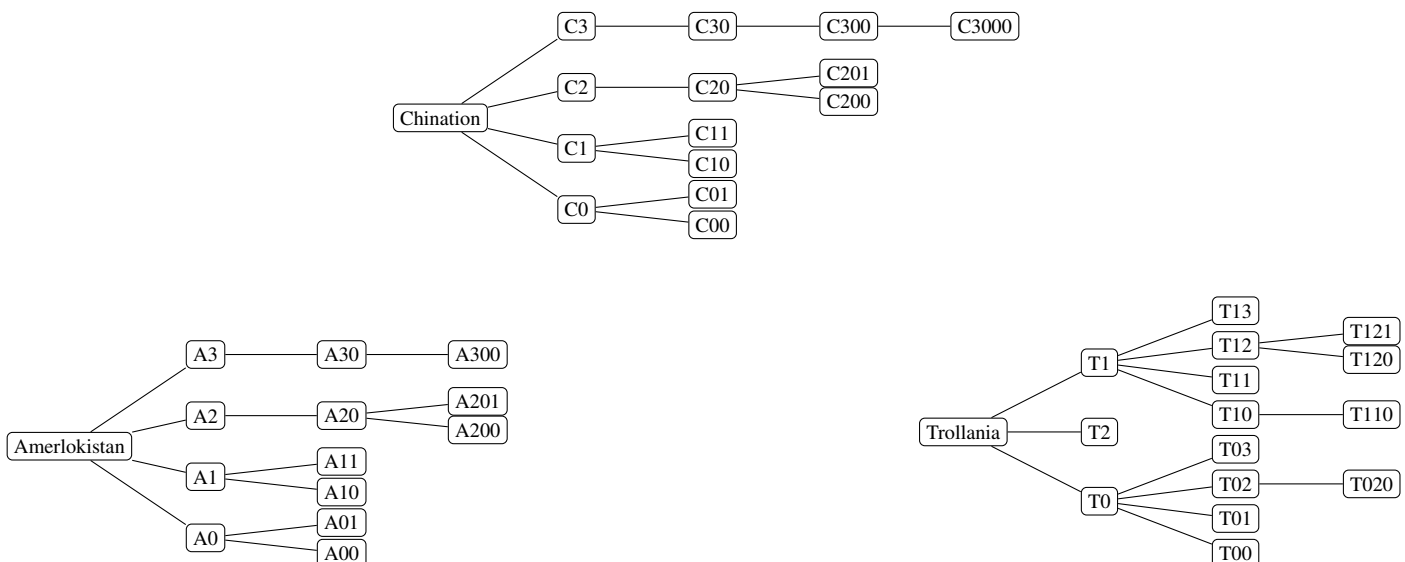 C3 C30 C300 C3000
C201
C2 C20
C200
Chination
C11
C1
C10
C01
C0
C00
A3 A30 A300
A201
A2 A20
A200
Amerlokistan
A11
A1
A10
A01
A0
A00
T13
T121
T12
T120
T1
T11
T10 T110
Trollania T2
T03
T02 T020
T0
T01
T00